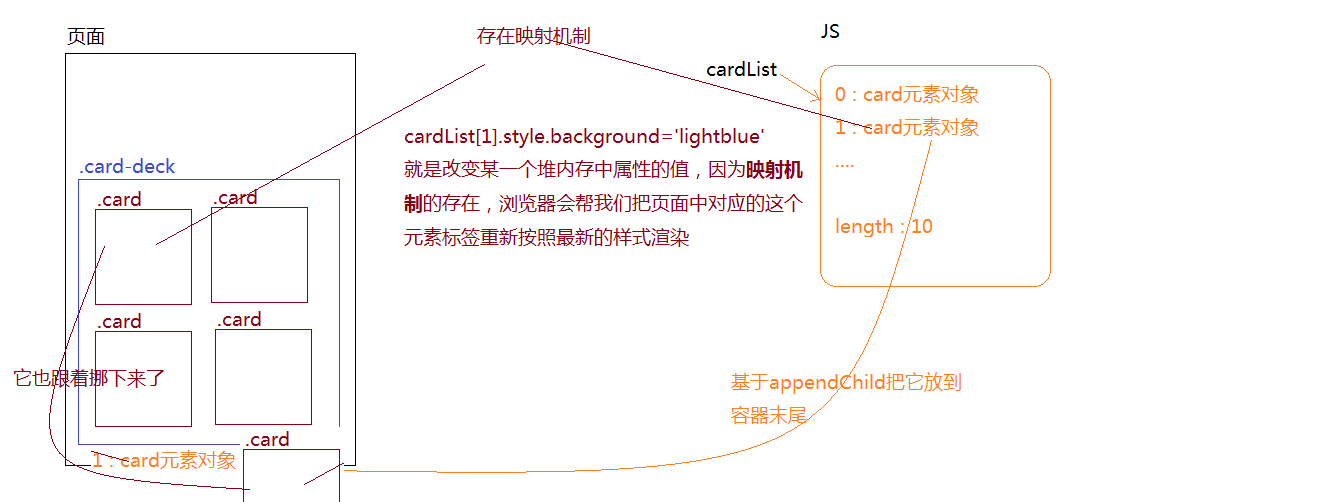 页面
存在映射机制
JS
cardList
0：card元素对象
1：card元素对象
....
length：10
cardList[1].style.background='lightblue'
就是改变某一个堆内存中属性的值，因为映射机
制的存在，浏览器会帮我们把页面中对应的这个
元素标签重新按照最新的样式渲染
.card-deck
.card
.card
.card
.card
它也跟着挪下来了
基于appendChild把它放到
容器末尾
.card
1：card元素对象